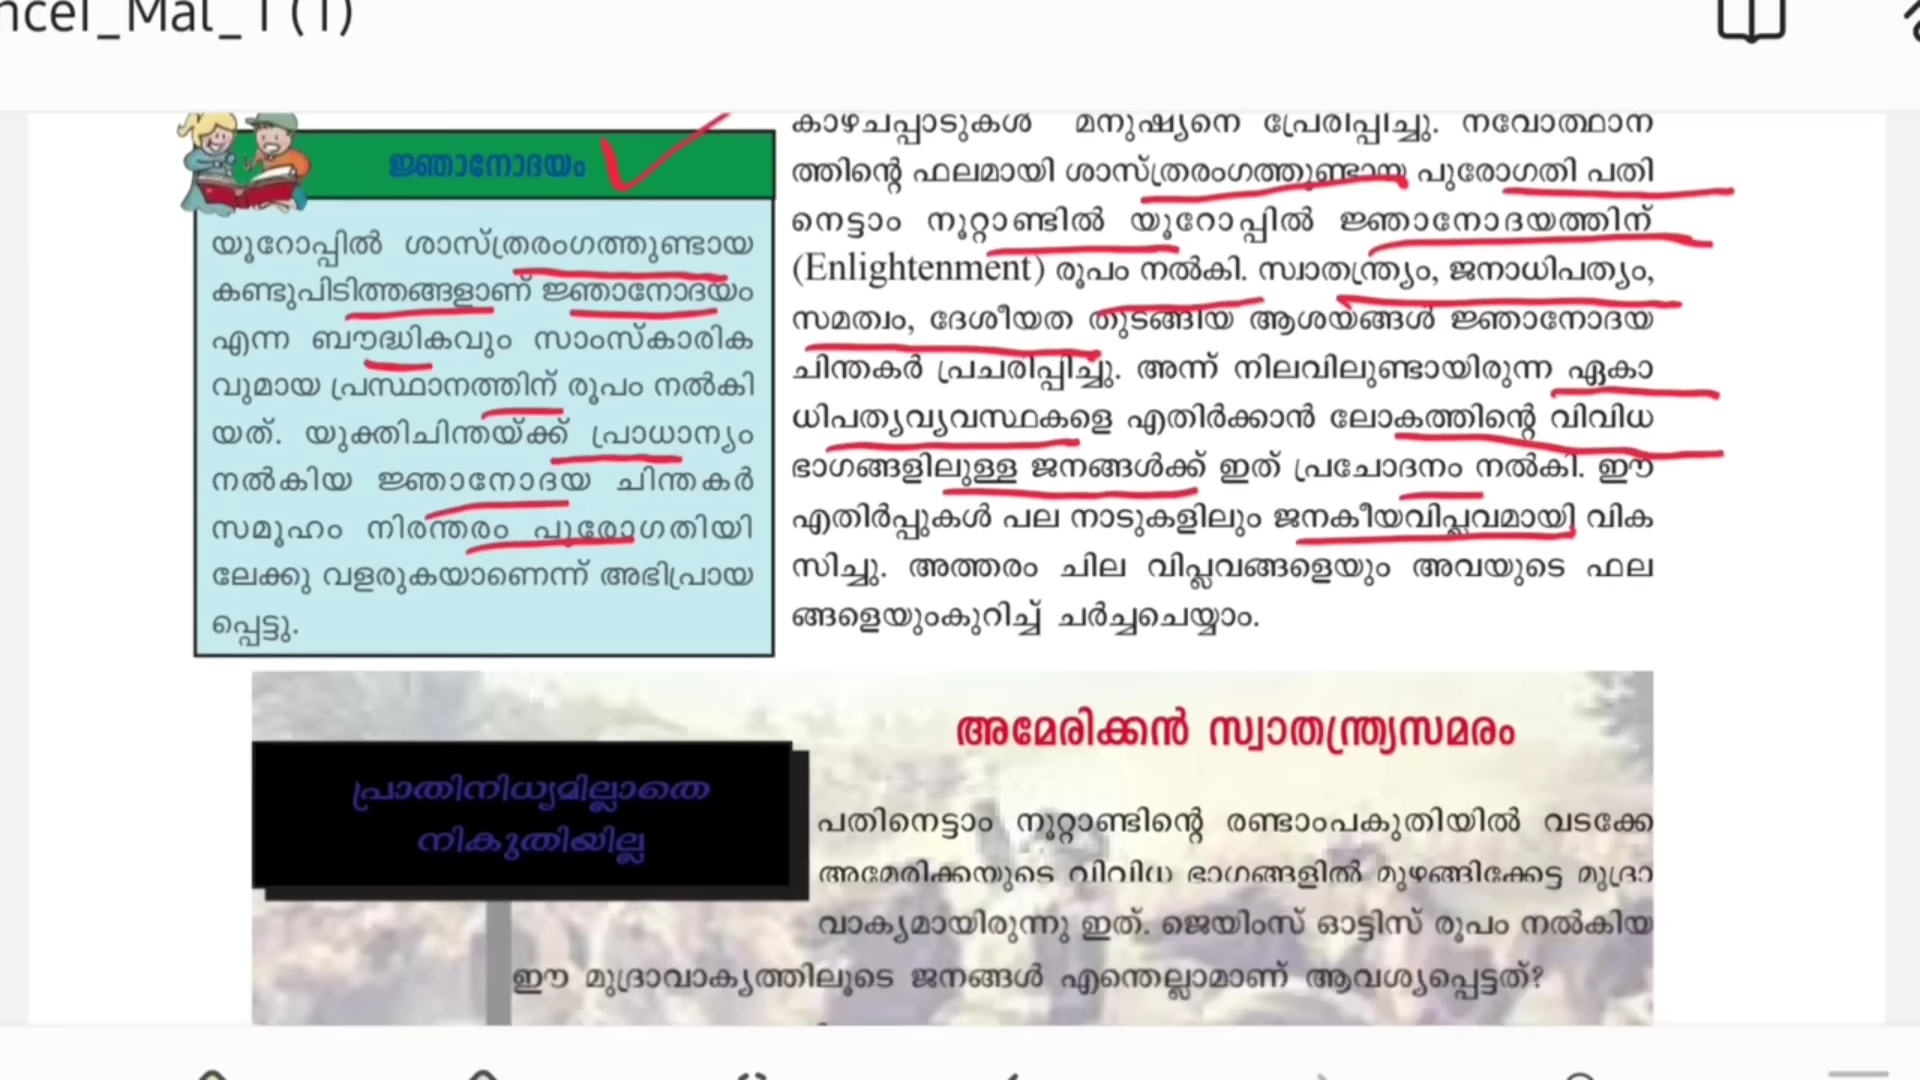 ncel_Mal_1 (1)
ജ്ഞാനോദയം
യൂറോപ്പിൽ ശാസ്ത്രരംഗത്തുണ്ടായ
കണ്ടുപിടിത്തങ്ങളാണ് ജ്ഞാനോദയം
എന്ന ബൗദ്ധികവും സാംസ്കാരിക
വുമായ പ്രസ്ഥാനത്തിന് രൂപം നൽകി
യത്. യുക്തിചിന്തയ്ക്ക് പ്രാധാന്യം
നൽകിയ ജ്ഞാനോദയ ചിന്തകർ
സമൂഹം നിരന്തരം പുരോഗതിയി
ലേക്കു വളരുകയാണെന്ന് അഭിപ്രായ
പ്പെട്ടു.
കാഴ്ചപ്പാടുകൾ മനുഷ്യനെ പ്രേരിപ്പിച്ചു. നവോത്ഥാന
ത്തിന്റെ ഫലമായി ശാസ്ത്രരംഗത്തുണ്ടായ പുരോഗതി പതി
നെട്ടാം നൂറ്റാണ്ടിൽ യൂറോപ്പിൽ ജ്ഞാനോദയത്തിന്
(Enlightenment) രൂപം നൽകി. സ്വാതന്ത്ര്യം, ജനാധിപത്യം,
സമത്വം, ദേശീയത തുടങ്ങിയ ആശയങ്ങൾ ജ്ഞാനോദയ
ചിന്തകർ പ്രചരിപ്പിച്ചു. അന്ന് നിലവിലുണ്ടായിരുന്ന ഏകാ
ധിപത്യവ്യവസ്ഥകളെ എതിർക്കാൻ ലോകത്തിന്റെ വിവിധ
ഭാഗങ്ങളിലുള്ള ജനങ്ങൾക്ക് ഇത് പ്രചോദനം നൽകി. ഈ
എതിർപ്പുകൾ പല നാടുകളിലും ജനകീയവിപ്ലവമായി വിക
സിച്ചു. അത്തരം ചില വിപ്ലവങ്ങളെയും അവയുടെ ഫല
ങ്ങളെയുംകുറിച്ച് ചർച്ചചെയ്യാം.
അമേരിക്കൻ സ്വാതന്ത്ര്യസമരം
പ്രാതിനിധ്യമില്ലാതെ
നികുതിയില്ല
പതിനെട്ടാം നൂറ്റാണ്ടിന്റെ രണ്ടാംപകുതിയിൽ വടക്കേ
അമേരിക്കയുടെ വിവിധ ഭാഗങ്ങളിൽ മുഴങ്ങിക്കേട്ട മുദ്രാ
വാക്യമായിരുന്നു ഇത്. ജെയിംസ് ഓട്ടിസ് രൂപം നൽകിയ
ഈ മുദ്രാവാക്യത്തിലൂടെ ജനങ്ങൾ എന്തെല്ലാമാണ് ആവശ്യപ്പെട്ടത്?